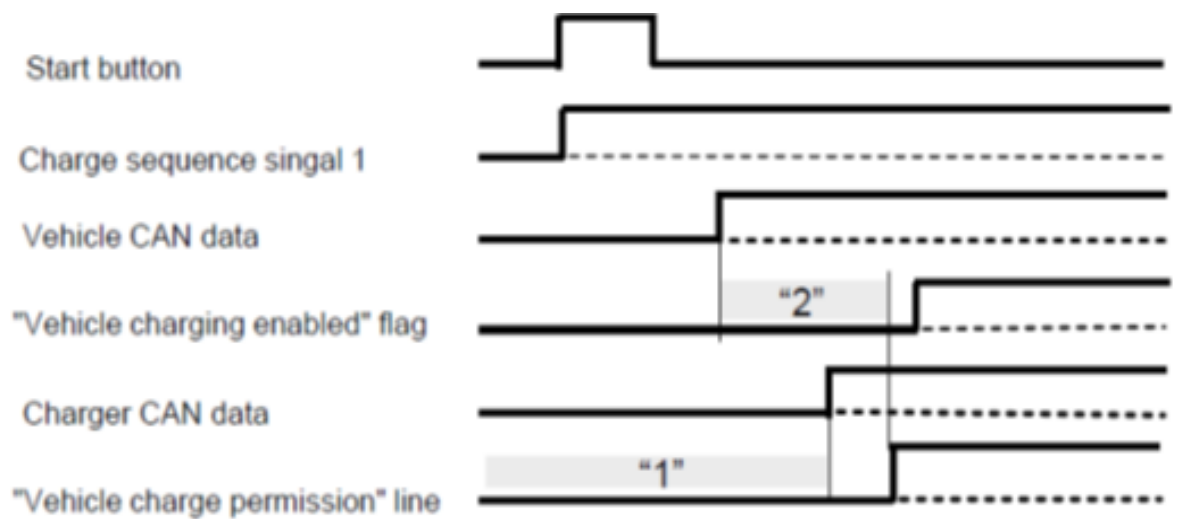 Start button
Charge sequence singal 1
Vehicle CAN data
“2”
"Vehicle charging enabled" flag
Charger CAN data
“1”
"Vehicle charge permission" line